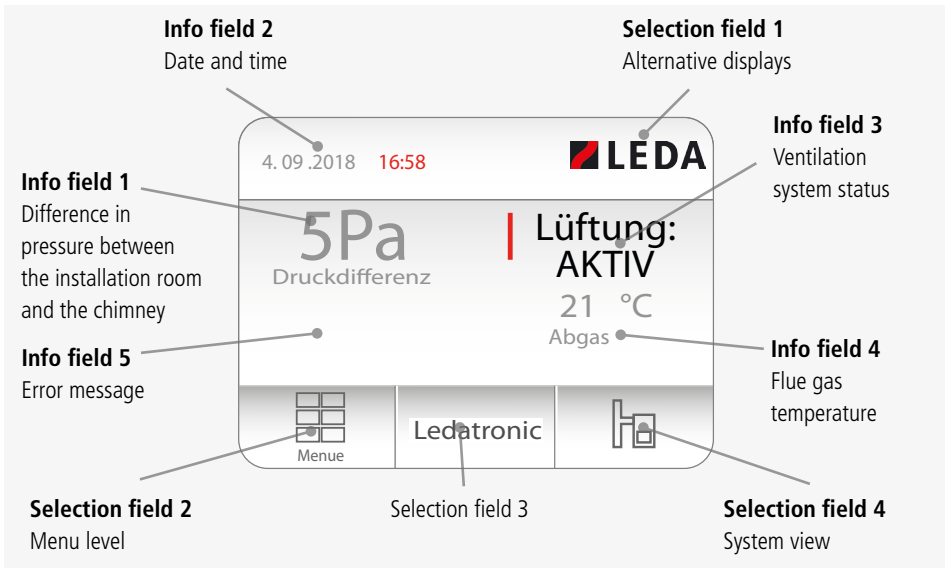 Info field 2
Date and time
Selection field 1
Alternative displays
Info field 3
Ventilation
system status
4. 09 .2018 16:58
LEDA
Info field 1
Difference in
pressure between
the installation room
and the chimney
5Pa
Druckdifferenz
Lüftung:
AKTIV
21 °C
Abgas
Info field 5
Error message
Info field 4
Flue gas
temperature
Menue
Ledatronic
Selection field 2
Menu level
Selection field 3
Selection field 4
System view